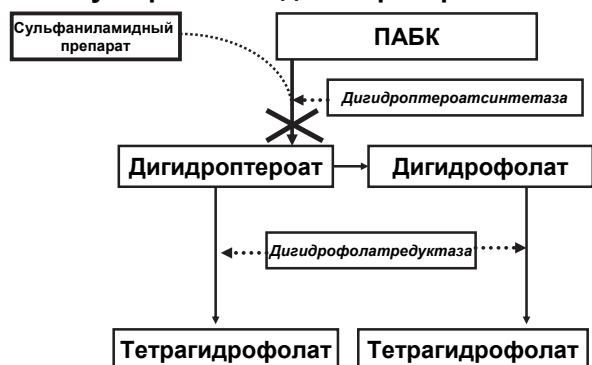 Сульфаниламидный
препарат
ПАБК
Дигидроптероатсинтетаза
Дигидроптероат
Дигидрофолат
Дигидрофолатредуктаза
Тетрагидрофолат
Тетрагидрофолат